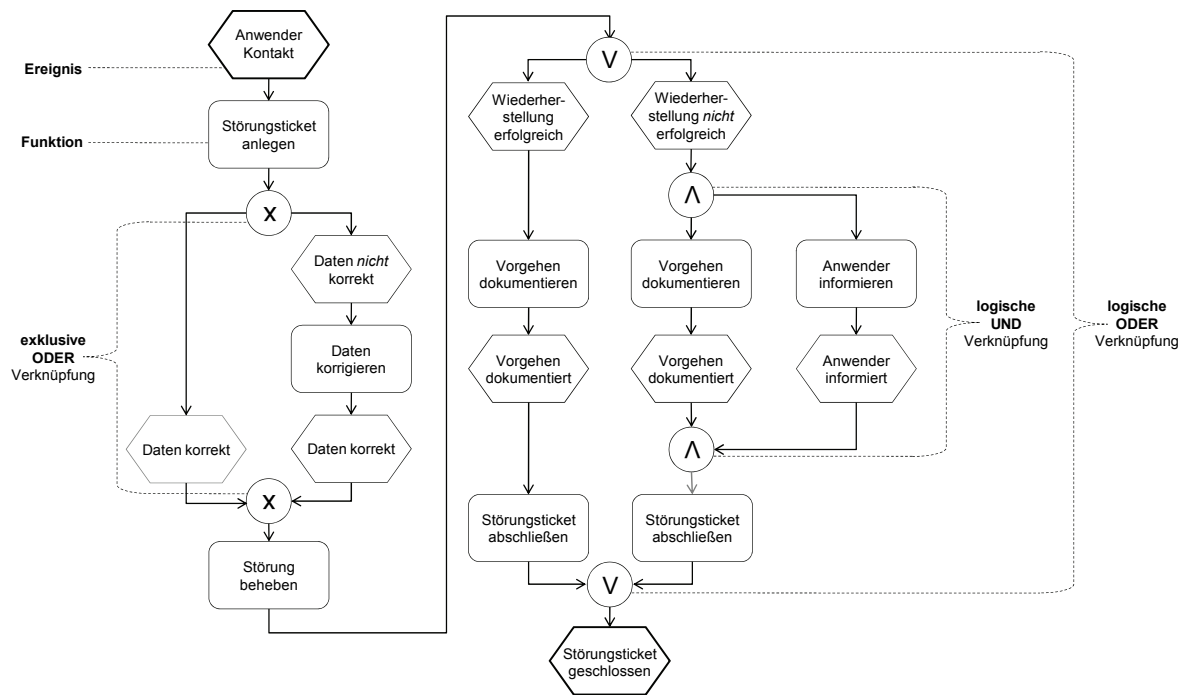 Anwender
Kontakt
Ereignis
Störungsticket
anlegen
Funktion
X
Daten nicht
korrekt
exklusive
ODER
Verknüpfung
Daten
korrigieren
Daten korrekt
Daten korrekt
X
Störung
beheben
V
Wiederher-
stellung
erfolgreich
Wiederher-
stellung nicht
erfolgreich
Λ
Vorgehen
dokumentieren
Vorgehen
dokumentieren
Anwender
informieren
Vorgehen
dokumentiert
Vorgehen
dokumentiert
Anwender
informiert
logische
UND
Verknüpfung
logische
ODER
Verknüpfung
Λ
Störungsticket
abschließen
Störungsticket
abschließen
V
Störungsticket
geschlossen